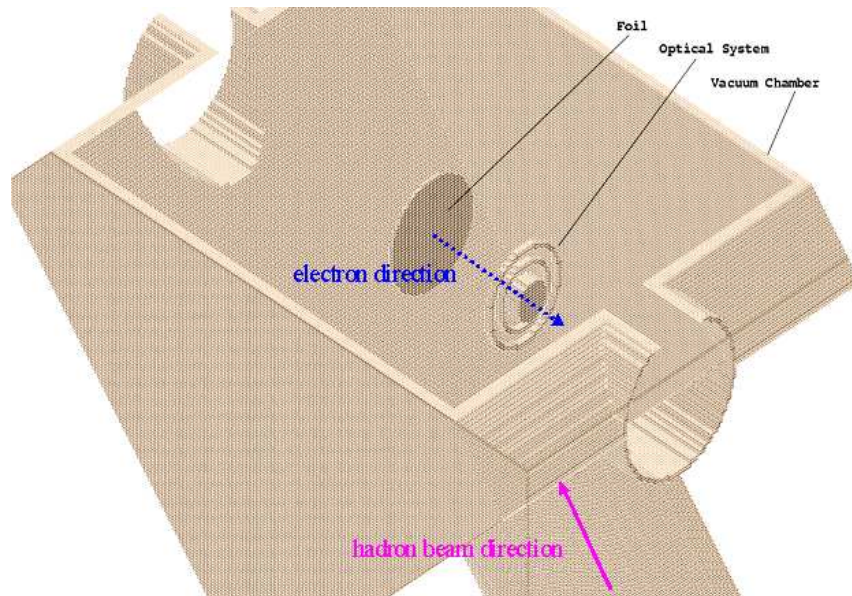 Foil
Optical System
Vacuum Chamber
electron direction
hadron beam direction